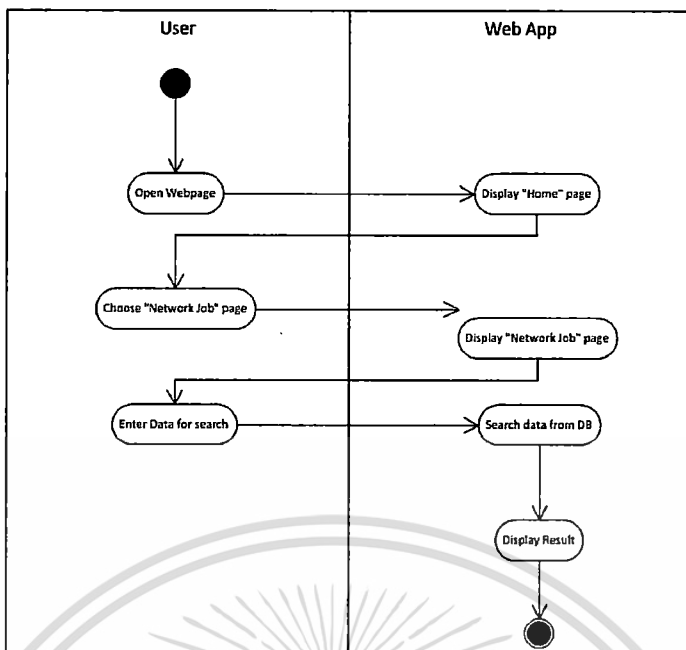 User
Web App
Open Webpage
Display "Home" page
Choose "Network Job" page
Display "Network Job" page
Enter Data for search
Search data from DB
Display Result